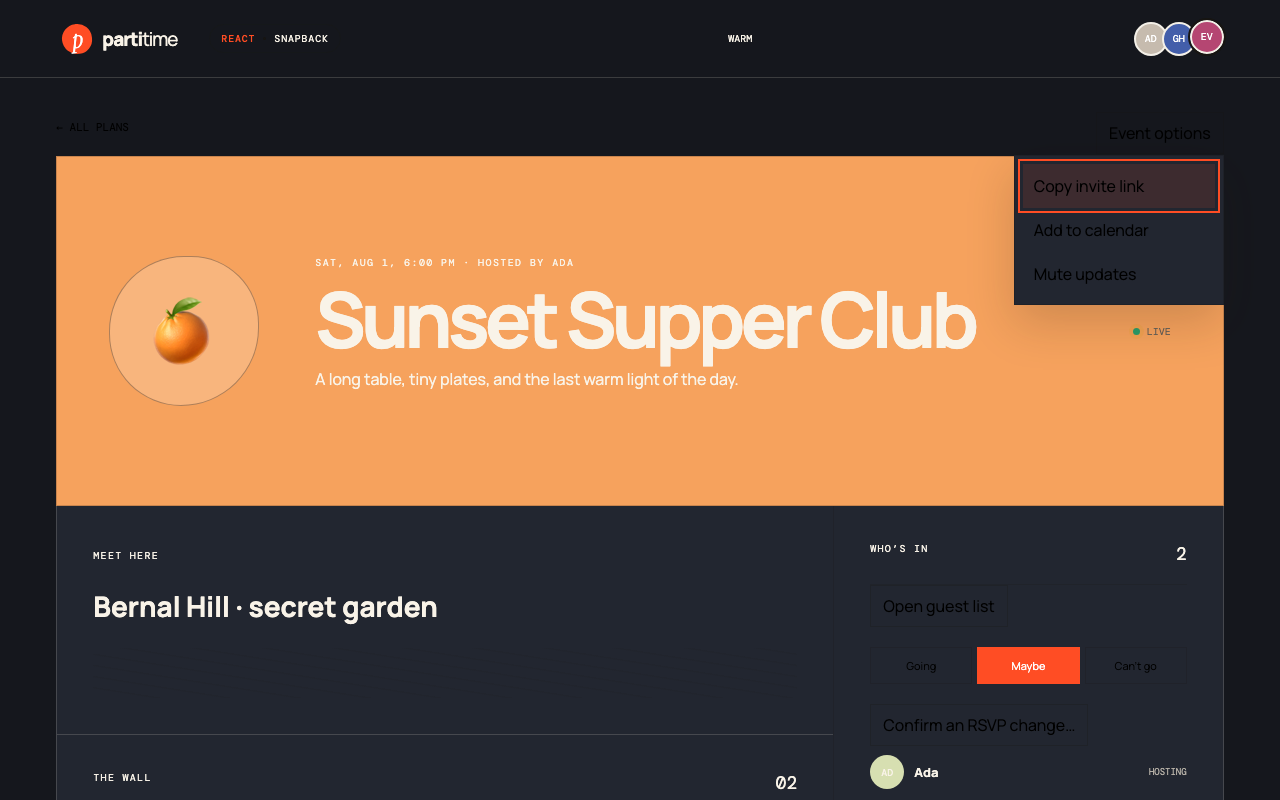 p partitime
REACT
SNAPBACK
WARM
AD
GH
EV
← ALL PLANS
Event options
Copy invite link
Add to calendar
Mute updates
SAT, AUG 1, 6:00 PM · HOSTED BY ADA
Sunset Supper Club
A long table, tiny plates, and the last warm light of the day.
LIVE
MEET HERE
Bernal Hill · secret garden
WHO'S IN
2
Open guest list
Going
Maybe
Can't go
Confirm an RSVP change…
AD
Ada
HOSTING
THE WALL
02